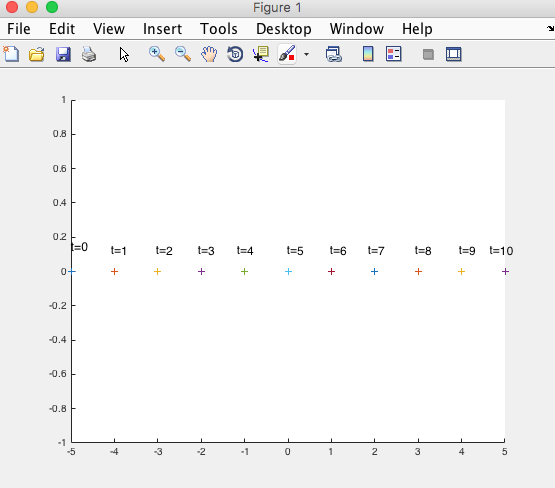 Figure 1
File Edit View Insert Tools Desktop Window Help
1
0.8
0.6
0.4
0.2
t=0 t=1 t=2 t=3 t=4 t=5 t=6 t=7 t=8 t=9 t=10
0
-0.2
-0.4
-0.6
-0.8
-1
-5 -4 -3 -2 -1 0 1 2 3 4 5